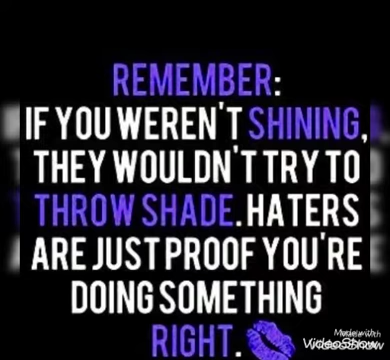 REMEMBER:
IF YOU WEREN'T SHINING,
THEY WOULDN'T TRY TO
THROW SHADE. HATERS
ARE JUST PROOF YOU'RE
DOING SOMETHING
RIGHT.
Made with
VideoShow